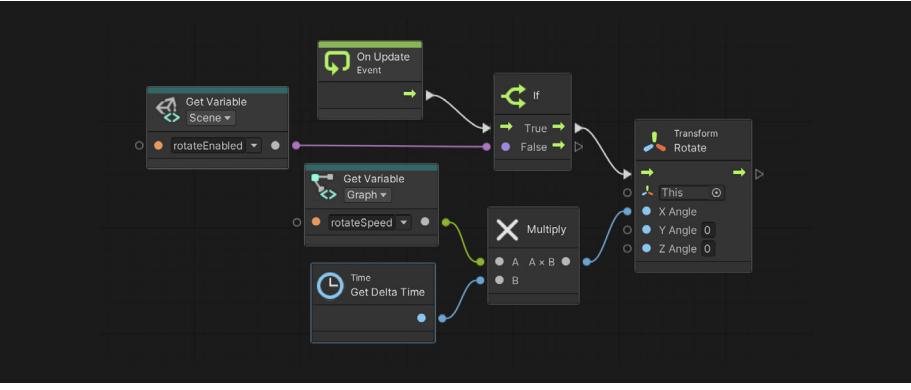 On Update
Event
Get Variable
Scene
rotateEnabled
If
True
False
Transform
Rotate
This
X Angle
Y Angle 0
Z Angle 0
Get Variable
Graph
rotateSpeed
Multiply
A A × B
B
Time
Get Delta Time